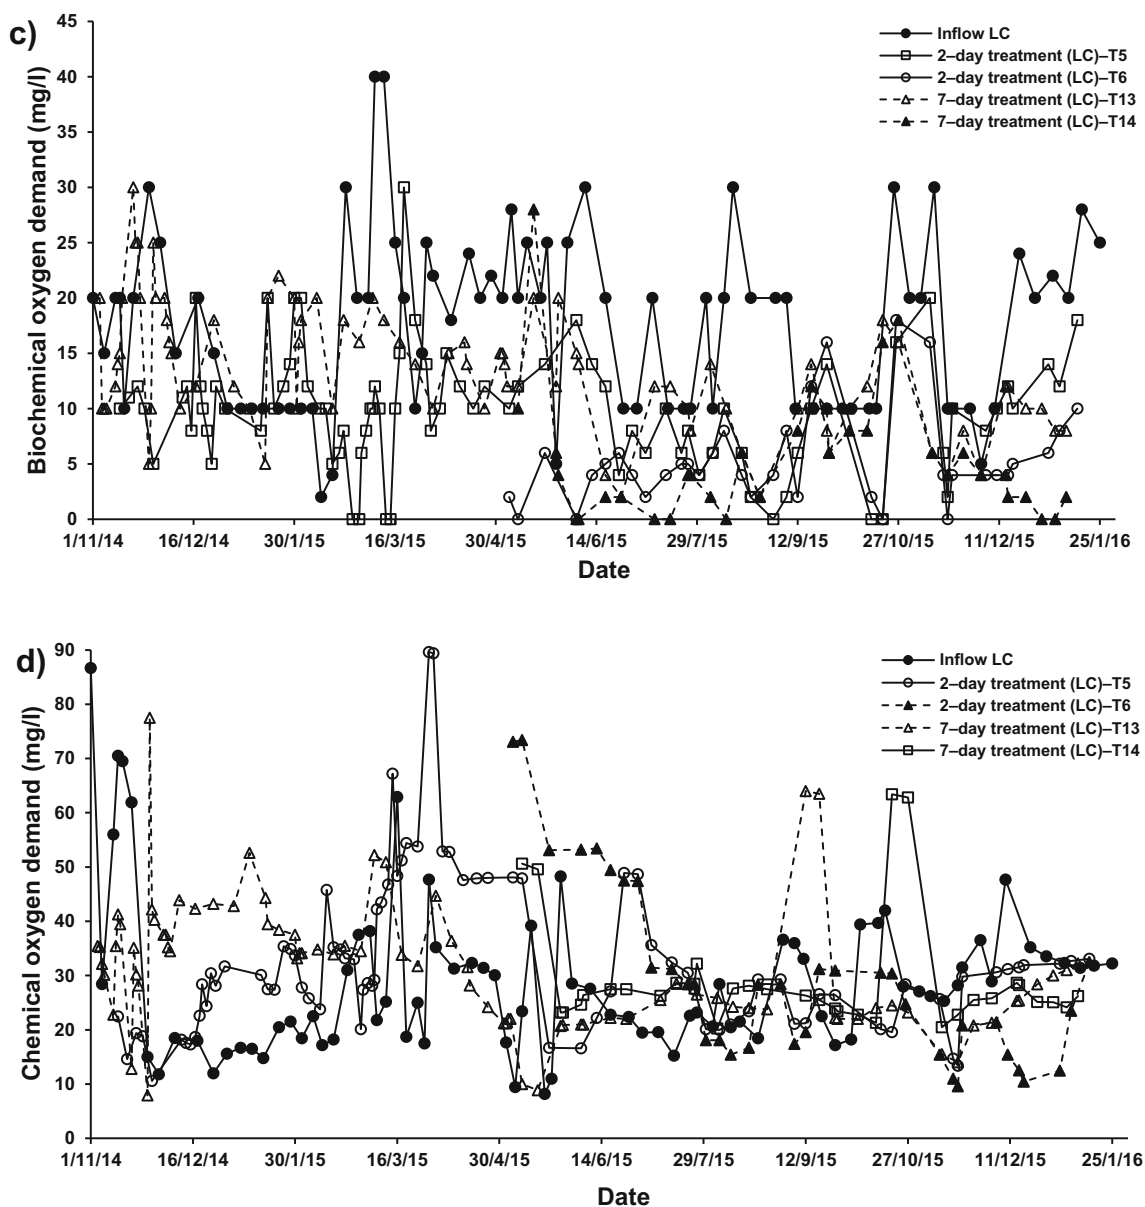 c)
Biochemical oxygen demand (mg/l)
45
40
35
30
25
20
15
10
5
0
Inflow LC
2–day treatment (LC)–T5
2–day treatment (LC)–T6
7–day treatment (LC)–T13
7–day treatment (LC)–T14
1/11/14 16/12/14 30/1/15 16/3/15 30/4/15 14/6/15 29/7/15 12/9/15 27/10/15 11/12/15 25/1/16
Date
d)
Chemical oxygen demand (mg/l)
90
80
70
60
50
40
30
20
10
0
Inflow LC
2–day treatment (LC)–T5
2–day treatment (LC)–T6
7–day treatment (LC)–T13
7–day treatment (LC)–T14
1/11/14 16/12/14 30/1/15 16/3/15 30/4/15 14/6/15 29/7/15 12/9/15 27/10/15 11/12/15 25/1/16
Date